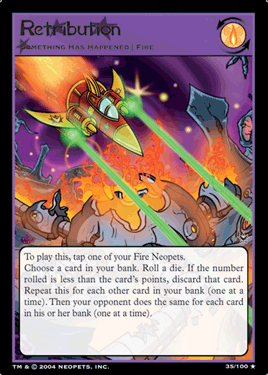 Retribution
Something Has Happened | Fire
To play this, tap one of your Fire Neopets.
Choose a card in your bank. Roll a die. If the number
rolled is less than the card's points, discard that card.
Repeat this for each other card in your bank (one at a
time). Then your opponent does the same for each card
in his or her bank (one at a time).
TM & © 2004 NEOPETS, INC.
35/100 ★